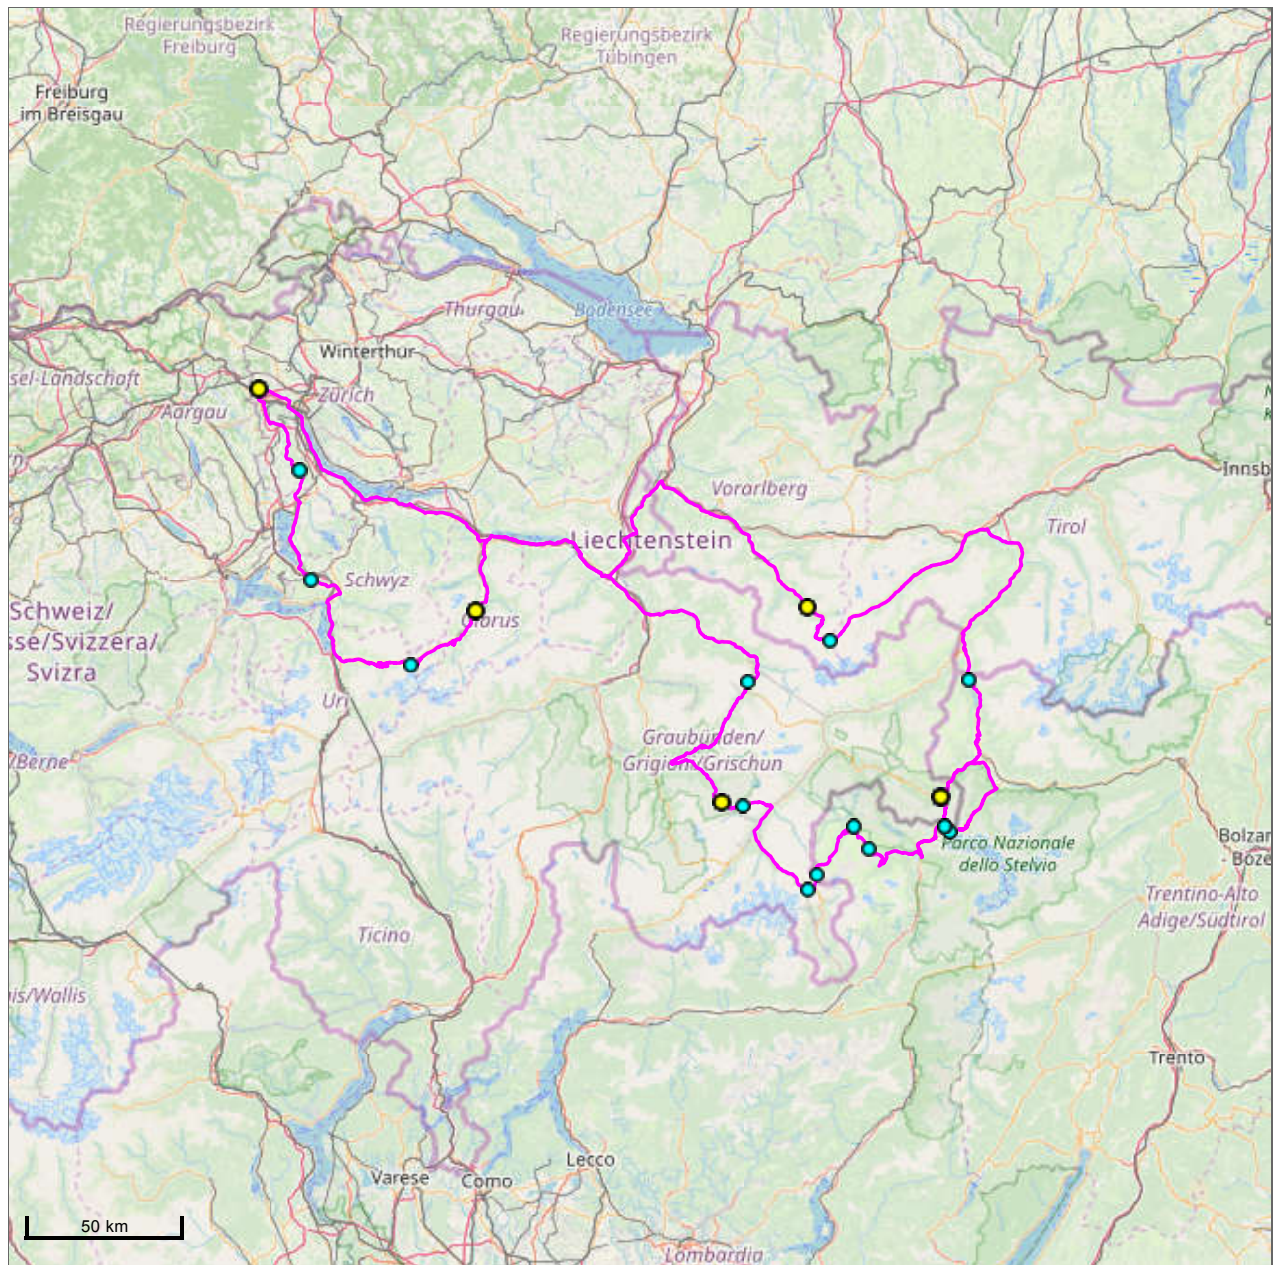 Regierungsbezirk
Freiburg
Regierungsbezirk
Tübingen
Freiburg
im Breisgau
Thurgau
Bodensee
Winterthur
sel-Landschaft
Zürich
Aargau
Innsb
Vorarlberg
Tirol
Liechtenstein
Schwyz
Schweiz/
sse/Svizzera/
Svizra
Glarus
Uri
Graubünden/
Grigioni/Grischun
/Berne
Parco Nazionale
dello Stelvio
Bolzan
- Boze
Trentino-Alto
Adige/Südtirol
Ticino
is/Wallis
Trento
Lecco
Varese
Como
50 km
Lombardia